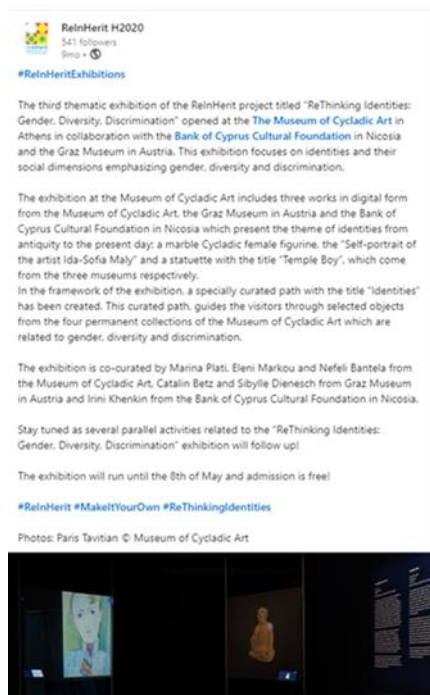 ReInHerit H2020
541 followers
9mo •
#ReInHeritExhibitions
The third thematic exhibition of the ReInHerit project titled "ReThinking Identities:
Gender, Diversity, Discrimination" opened at the The Museum of Cycladic Art in
Athens in collaboration with the Bank of Cyprus Cultural Foundation in Nicosia
and the Graz Museum in Austria. This exhibition focuses on identities and their
social dimensions emphasizing gender, diversity and discrimination.
The exhibition at the Museum of Cycladic Art includes three works in digital form
from the Museum of Cycladic Art, the Graz Museum in Austria and the Bank of
Cyprus Cultural Foundation in Nicosia which present the theme of identities from
antiquity to the present day: a marble Cycladic female figurine, the "Self-portrait of
the artist Ida-Sofia Maly" and a statuette with the title "Temple Boy", which come
from the three museums respectively.
In the framework of the exhibition, a specially curated path with the title "Identities"
has been created. This curated path, guides the visitors through selected objects
from the four permanent collections of the Museum of Cycladic Art which are
related to gender, diversity and discrimination.
The exhibition is co-curated by Marina Plati, Eleni Markou and Nefeli Bantela from
the Museum of Cycladic Art, Catalin Betz and Sibylle Dienesch from Graz Museum
in Austria and Irini Khenkin from the Bank of Cyprus Cultural Foundation in Nicosia.
Stay tuned as several parallel activities related to the "ReThinking Identities:
Gender, Diversity, Discrimination" exhibition will follow up!
The exhibition will run until the 8th of May and admission is free!
#ReInHerit #MakeItYourOwn #ReThinkingIdentities
Photos: Paris Tavitian © Museum of Cycladic Art